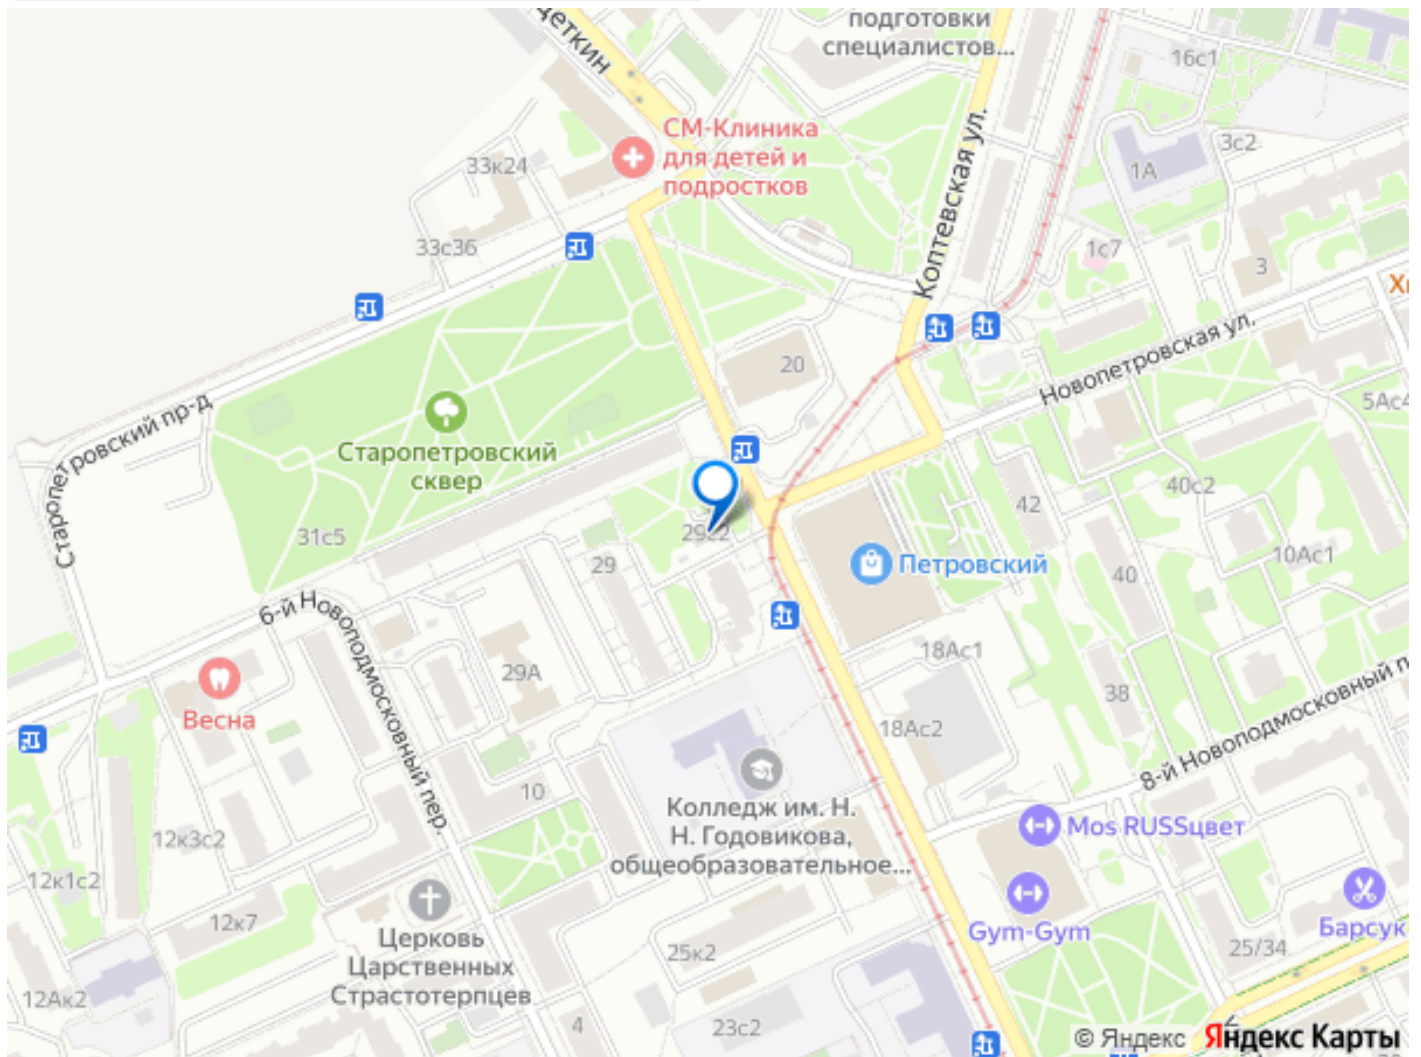 Цеткин
подготовки
специалистов...
16с1
СМ-Клиника
для детей и
подростков
Коптевская ул.
3с2
1А
33к24
33с36
1с7
3
20
Новопетровская ул.
5Ас4
Старопетровский пр-д
Старопетровский
сквер
31с5
29с2
29
42
40с2
Петровский
40
10Ас1
6-й Новоподмосковный пер.
29А
18Ас1
38
Весна
18Ас2
8-й Новоподмосковный п
10
Колледж им. Н.
Н. Годовикова,
общеобразовательное...
Mos RUSSцвет
12к3с2
12к1с2
12к7
Gym-Gym
Барсук
25/34
Церковь
Царственных
Страстотерпцев
25к2
12Ак2
4
23с2
© Яндекс Яндекс Карты